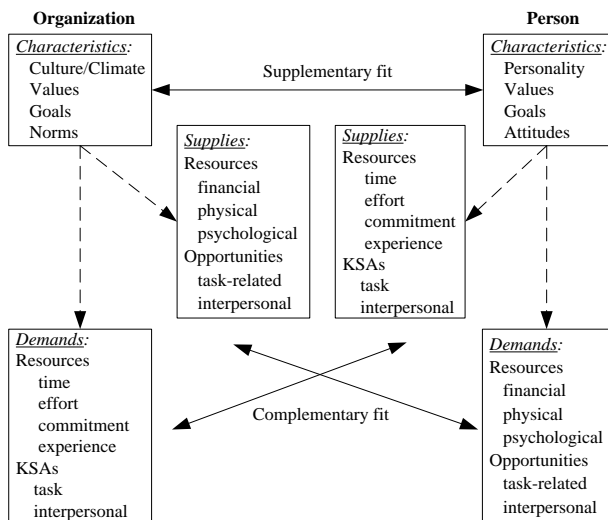 Organization
Person
Characteristics:
Culture/Climate
Values
Goals
Norms
Supplementary fit
Characteristics:
Personality
Values
Goals
Attitudes
Supplies:
Resources
financial
physical
psychological
Opportunities
task-related
interpersonal
Supplies:
Resources
time
effort
commitment
experience
KSAs
task
interpersonal
Demands:
Resources
time
effort
commitment
experience
KSAs
task
interpersonal
Complementary fit
Demands:
Resources
financial
physical
psychological
Opportunities
task-related
interpersonal